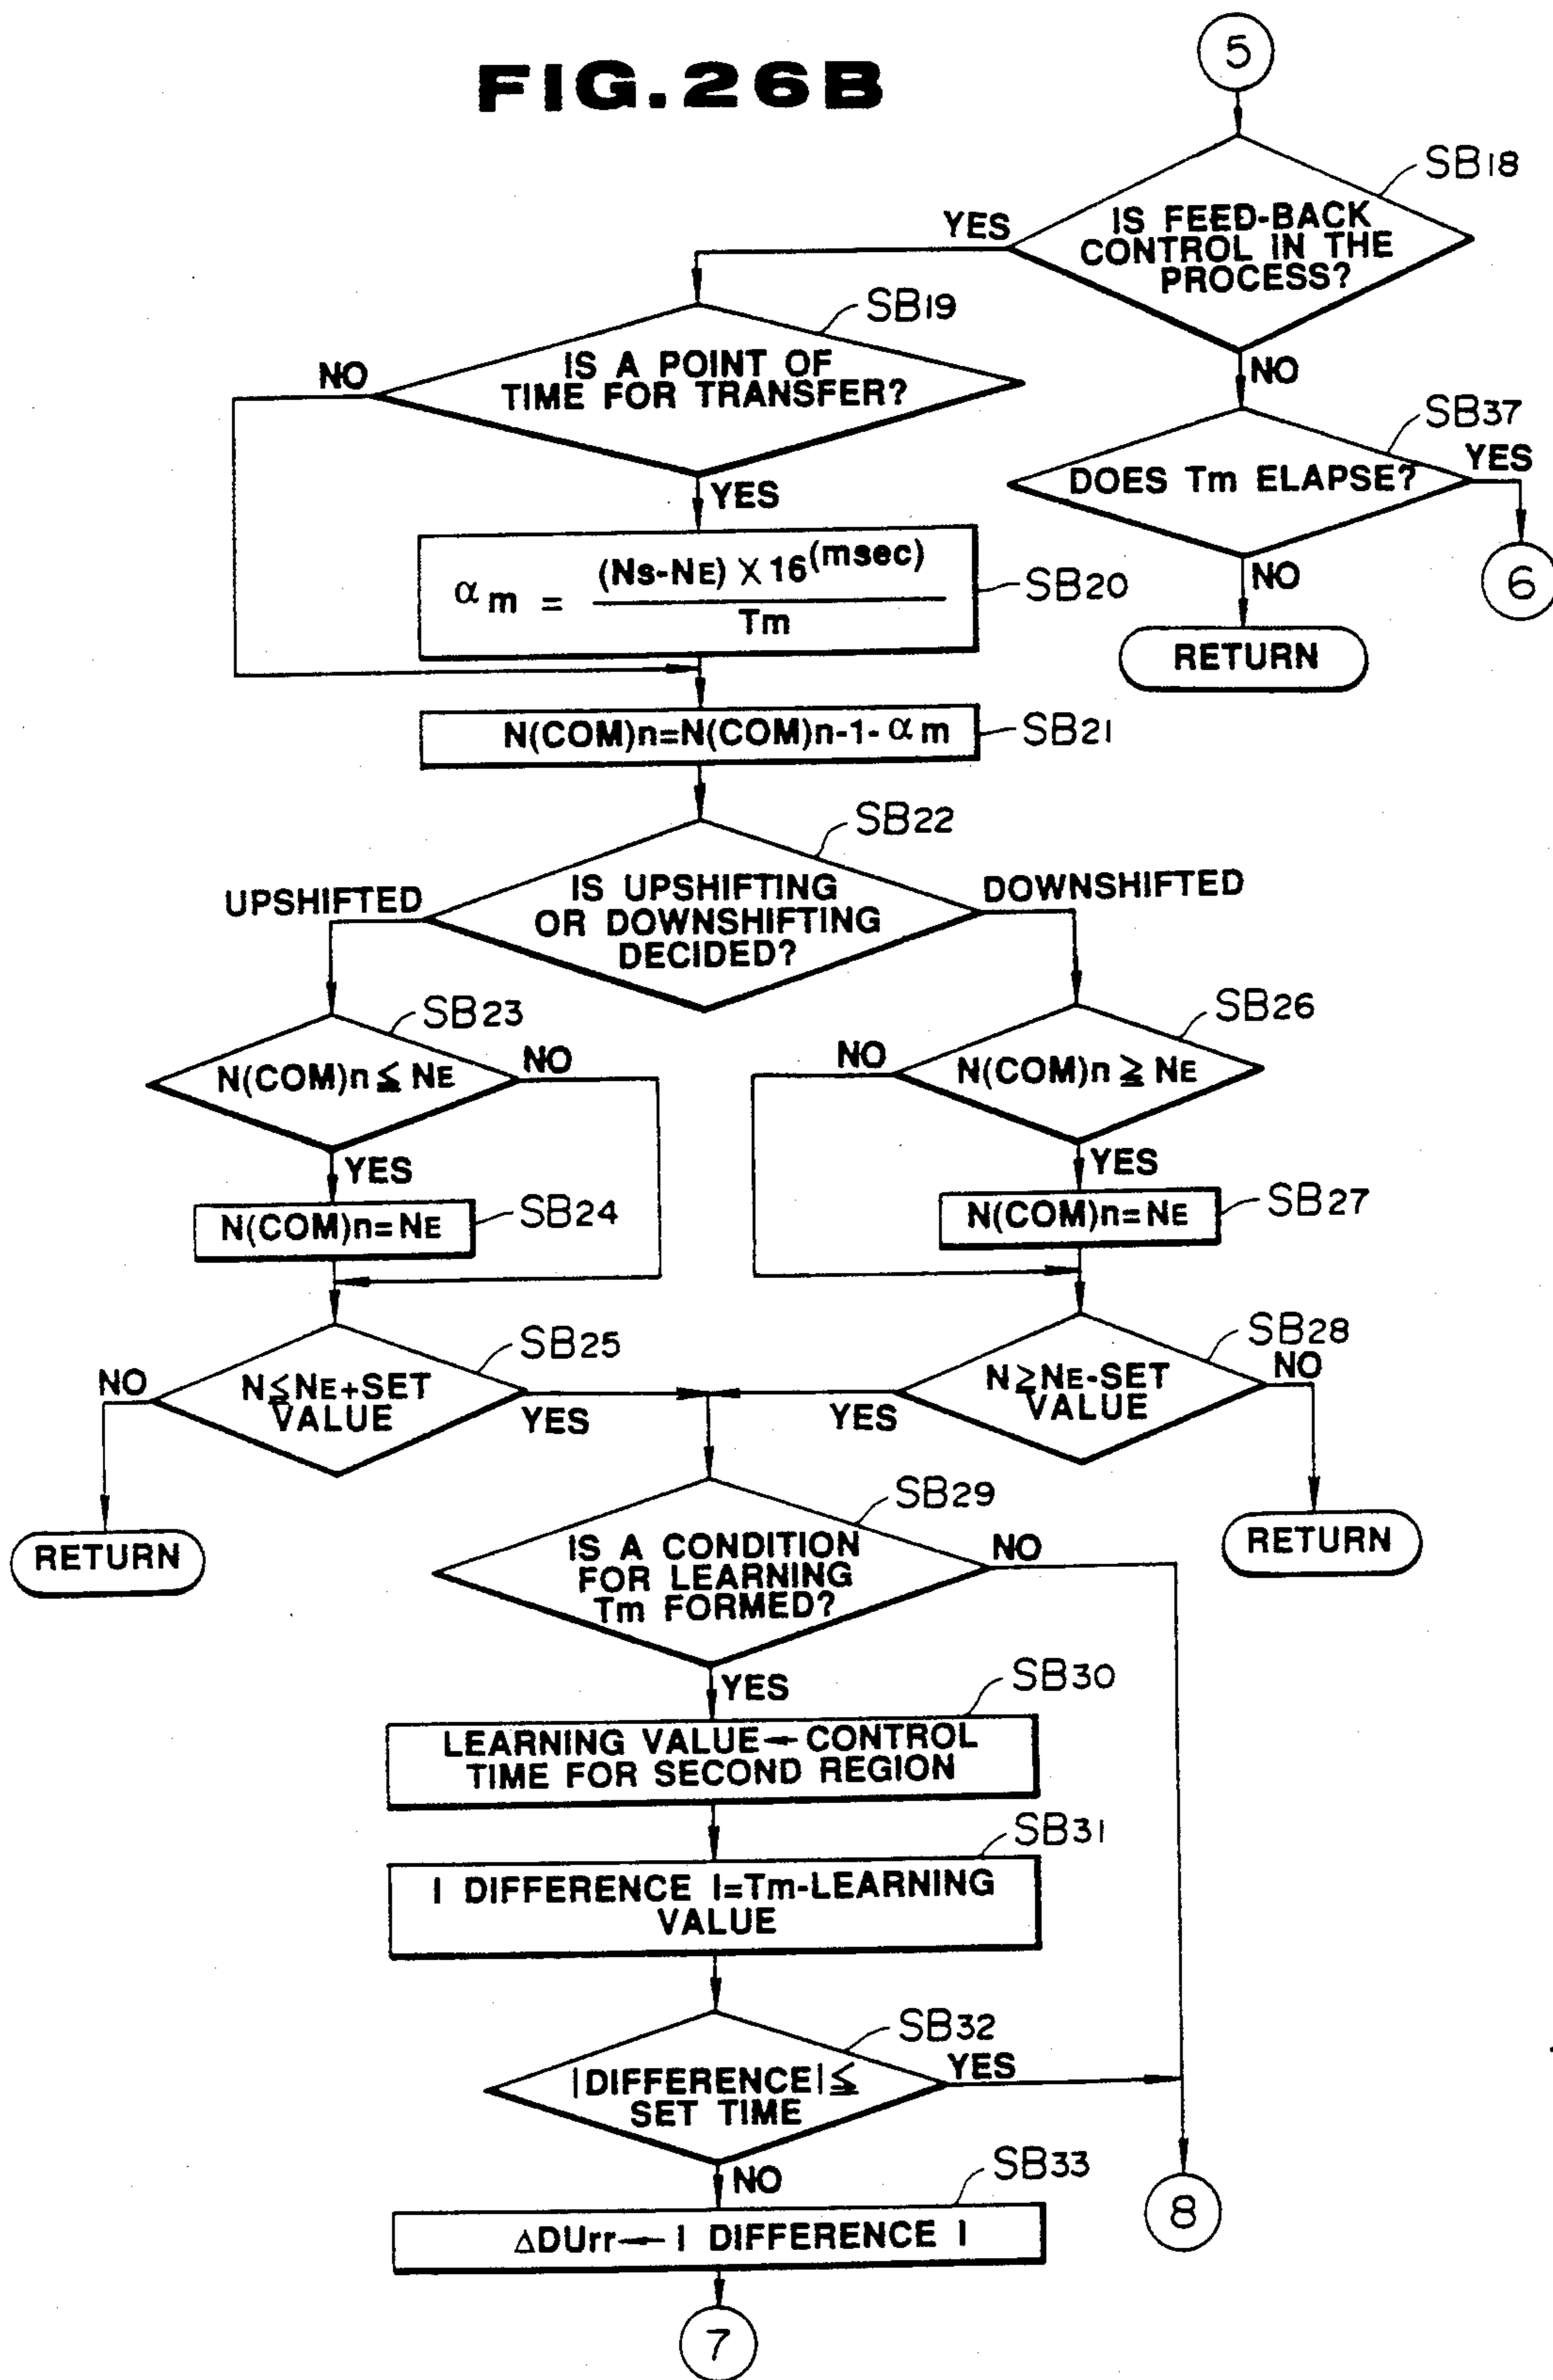 FIG.26B
5
SB18
IS FEED-BACK
CONTROL IN THE
PROCESS?
YES
NO
SB19
IS A POINT OF
TIME FOR TRANSFER?
NO
YES
SB37
DOES Tm ELAPSE?
YES
NO
6
RETURN
αm = (Ns-NE) X 16(msec)
Tm
SB20
N(COM)n=N(COM)n-1-αm
SB21
SB22
IS UPSHIFTING
OR DOWNSHIFTING
DECIDED?
UPSHIFTED
DOWNSHIFTED
SB23
N(COM)n ≦ NE
NO
YES
SB26
N(COM)n ≧ NE
NO
YES
N(COM)n=NE
SB24
N(COM)n=NE
SB27
SB25
N≦NE+SET
VALUE
NO
YES
SB28
N≧NE-SET
VALUE
NO
YES
RETURN
RETURN
SB29
IS A CONDITION
FOR LEARNING
Tm FORMED?
NO
YES
SB30
LEARNING VALUE←CONTROL
TIME FOR SECOND REGION
SB31
I DIFFERENCE I=Tm-LEARNING
VALUE
SB32
|DIFFERENCE|≦
SET TIME
YES
NO
SB33
ΔDUrr← I DIFFERENCE I
8
7